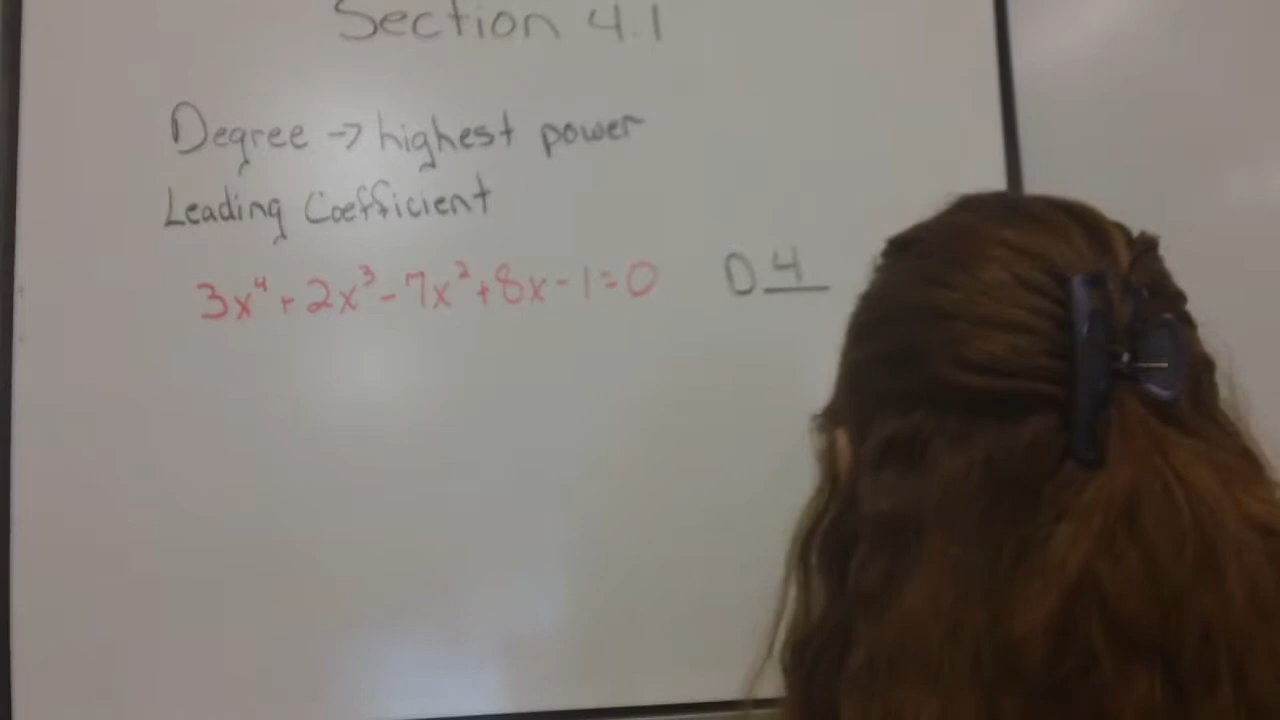 Section 4.1
Degree → highest power
Leading Coefficient
3x⁴ + 2x³ - 7x² + 8x - 1 = 0 D 4